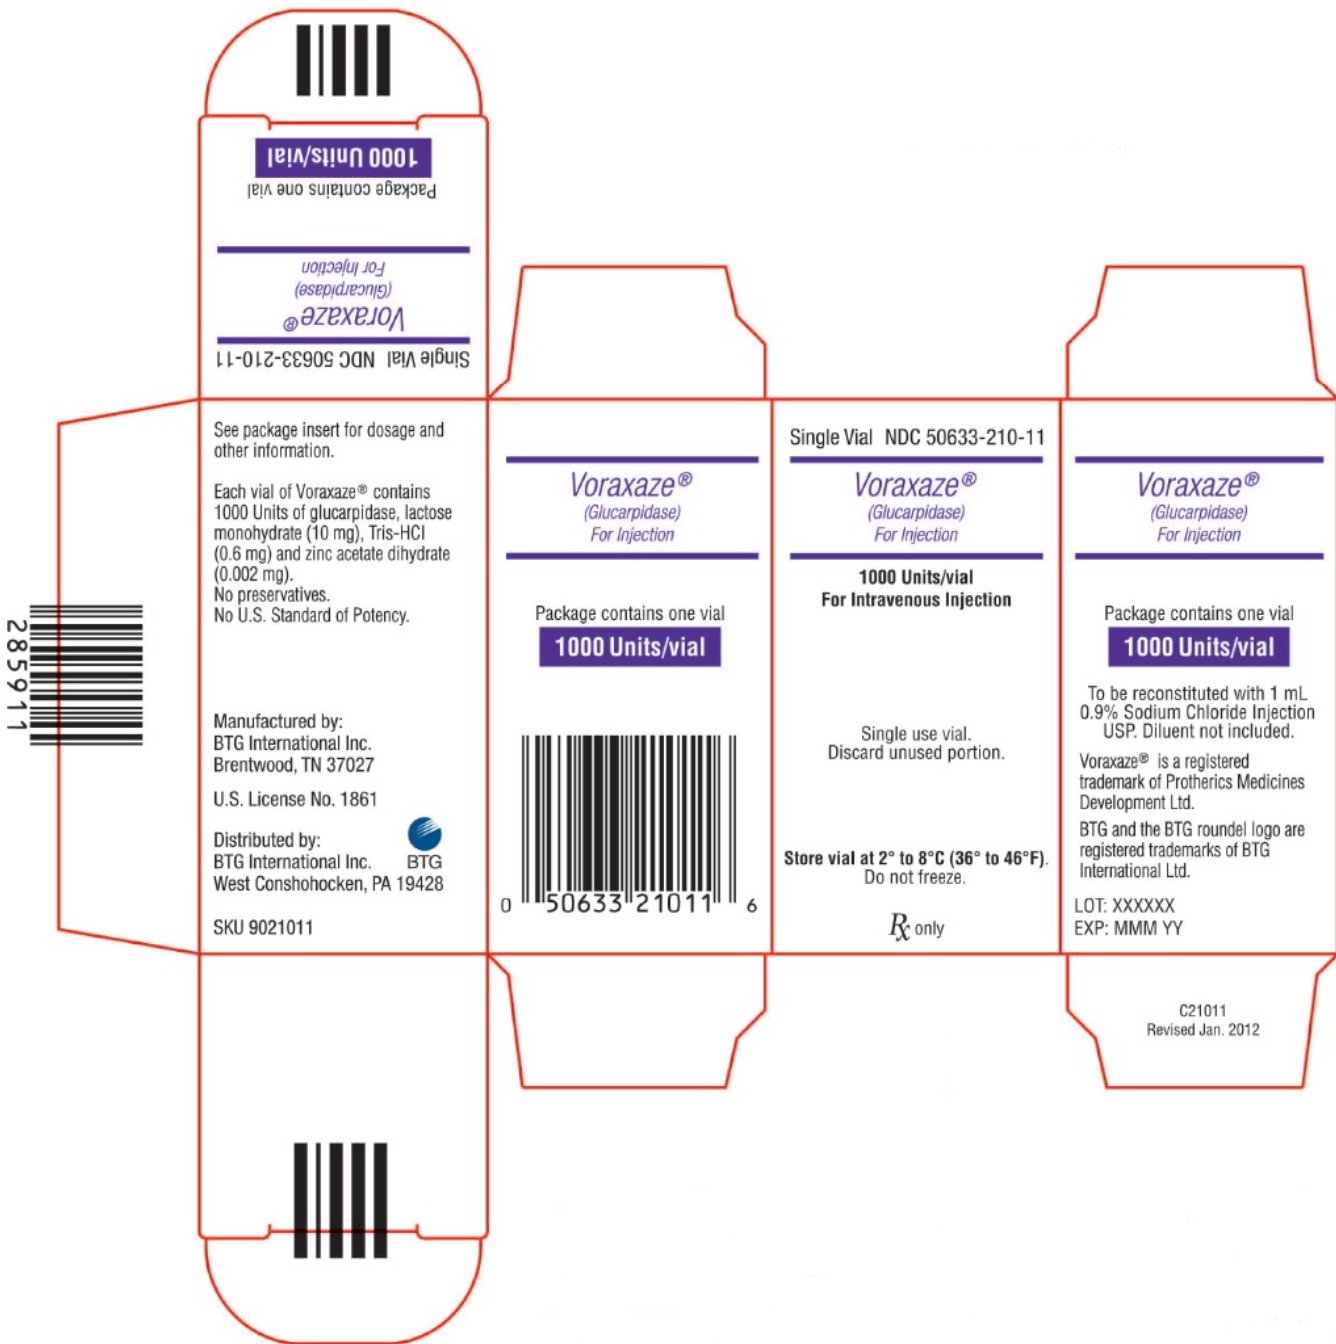 1000 Units/vial
Package contains one vial
For Injection
(Glucarpidase)
Voraxaze®
Single Vial NDC 50633-210-11
See package insert for dosage and
other information.
Each vial of Voraxaze® contains
1000 Units of glucarpidase, lactose
monohydrate (10 mg), Tris-HCl
(0.6 mg) and zinc acetate dihydrate
(0.002 mg).
No preservatives.
No U.S. Standard of Potency.
Manufactured by:
BTG International Inc.
Brentwood, TN 37027
U.S. License No. 1861
Distributed by:
BTG International Inc.
West Conshohocken, PA 19428
BTG
SKU 9021011
285911
Voraxaze®
(Glucarpidase)
For Injection
Package contains one vial
1000 Units/vial
0 50633 21011 6
Single Vial NDC 50633-210-11
Voraxaze®
(Glucarpidase)
For Injection
1000 Units/vial
For Intravenous Injection
Single use vial.
Discard unused portion.
Store vial at 2° to 8°C (36° to 46°F).
Do not freeze.
Rx only
Voraxaze®
(Glucarpidase)
For Injection
Package contains one vial
1000 Units/vial
To be reconstituted with 1 mL
0.9% Sodium Chloride Injection
USP. Diluent not included.
Voraxaze® is a registered
trademark of Protherics Medicines
Development Ltd.
BTG and the BTG roundel logo are
registered trademarks of BTG
International Ltd.
LOT: XXXXXX
EXP: MMM YY
C21011
Revised Jan. 2012